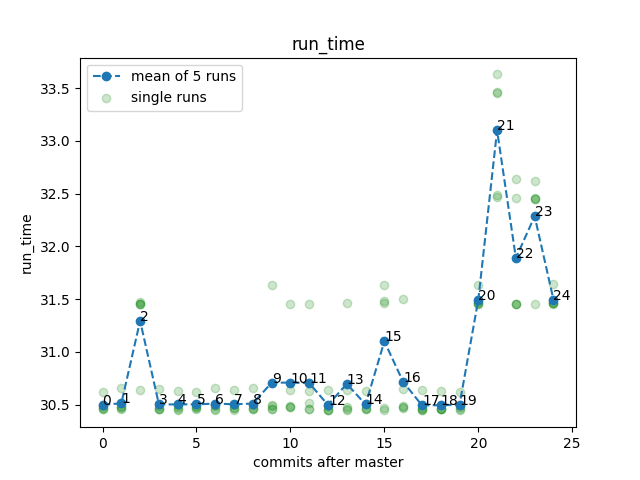 run_time
mean of 5 runs
single runs
33.5
33.0
32.5
32.0
31.5
31.0
30.5
run_time
0 1 2 3 4 5 6 7 8 9 10 11 12 13 14 15 16 17 18 19 20 21 22 23 24
0 5 10 15 20 25
commits after master